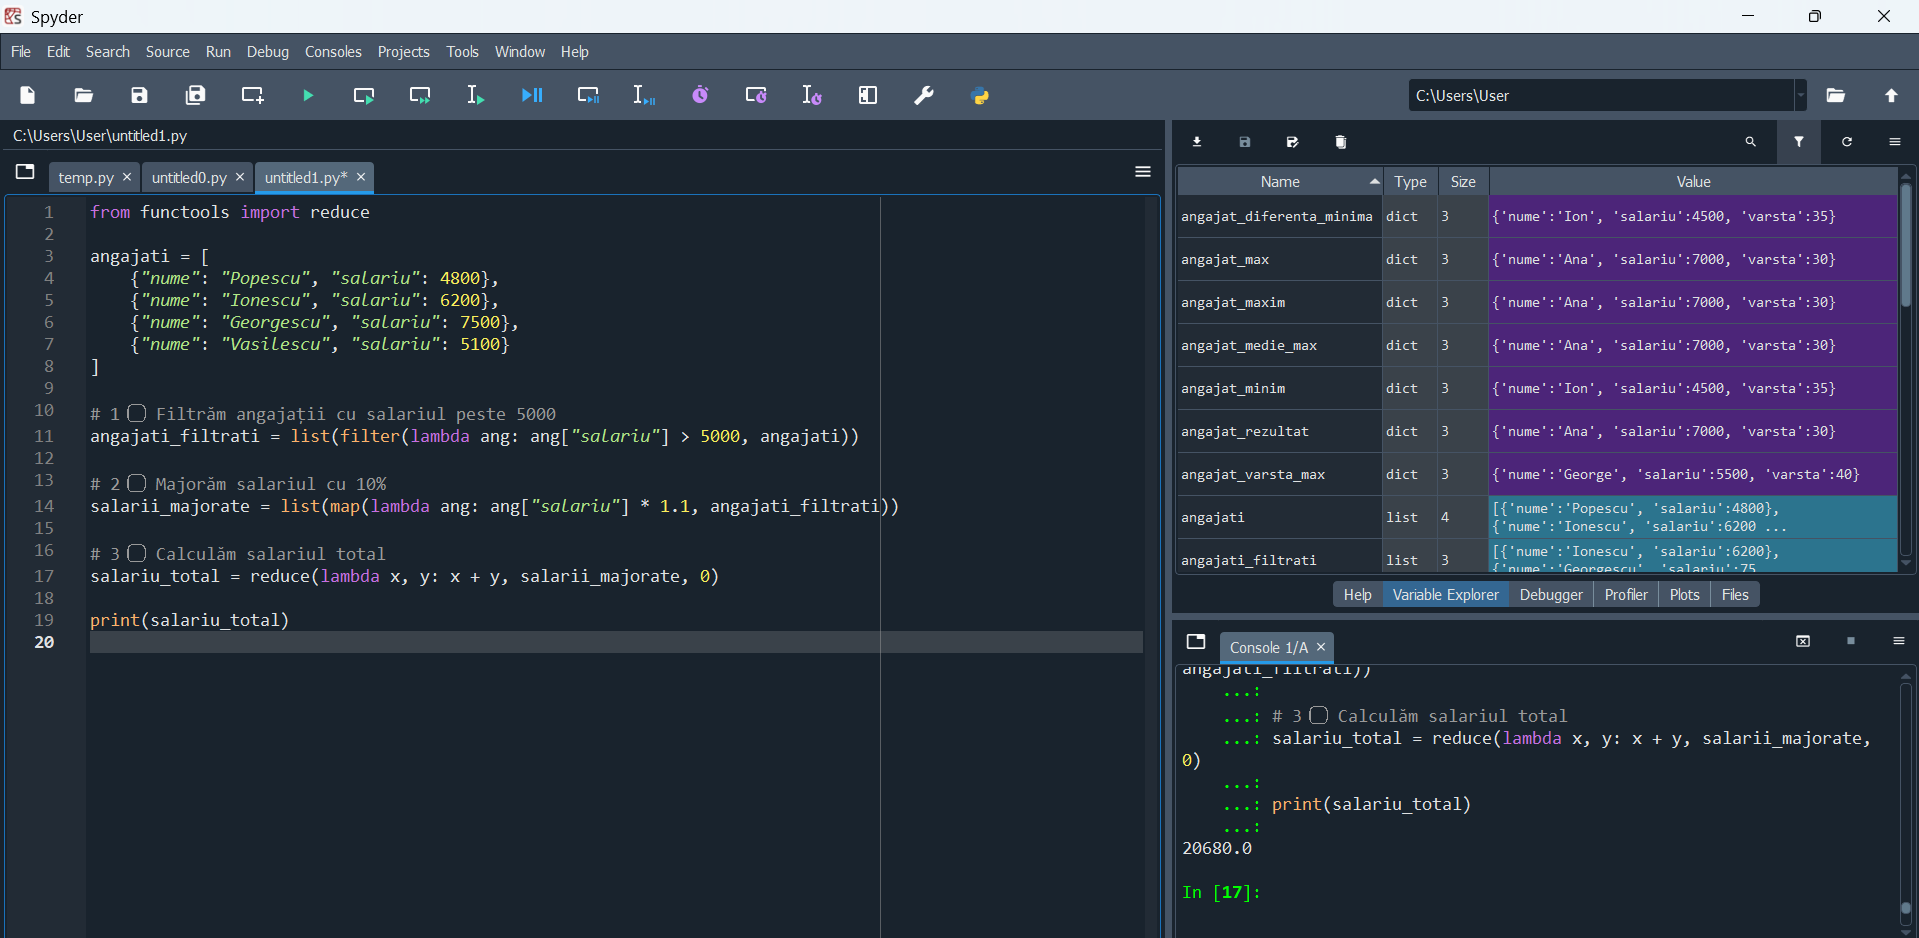 Spyder
File Edit Search Source Run Debug Consoles Projects Tools Window Help
C:\Users\User
C:\Users\User\untitled1.py
temp.py untitled0.py untitled1.py*
1 from functools import reduce
2
3 angajati = [
4 {"nume": "Popescu", "salariu": 4800},
5 {"nume": "Ionescu", "salariu": 6200},
6 {"nume": "Georgescu", "salariu": 7500},
7 {"nume": "Vasilescu", "salariu": 5100}
8 ]
9
10 # 1▢ Filtrăm angajații cu salariul peste 5000
11 angajati_filtrati = list(filter(lambda ang: ang["salariu"] > 5000, angajati))
12
13 # 2▢ Majorăm salariul cu 10%
14 salarii_majorate = list(map(lambda ang: ang["salariu"] * 1.1, angajati_filtrati))
15
16 # 3▢ Calculăm salariul total
17 salariu_total = reduce(lambda x, y: x + y, salarii_majorate, 0)
18
19 print(salariu_total)
20
Name Type Size Value
angajat_diferenta_minima dict 3 {'nume':'Ion', 'salariu':4500, 'varsta':35}
angajat_max dict 3 {'nume':'Ana', 'salariu':7000, 'varsta':30}
angajat_maxim dict 3 {'nume':'Ana', 'salariu':7000, 'varsta':30}
angajat_medie_max dict 3 {'nume':'Ana', 'salariu':7000, 'varsta':30}
angajat_minim dict 3 {'nume':'Ion', 'salariu':4500, 'varsta':35}
angajat_rezultat dict 3 {'nume':'Ana', 'salariu':7000, 'varsta':30}
angajat_varsta_max dict 3 {'nume':'George', 'salariu':5500, 'varsta':40}
angajati list 4 [{'nume':'Popescu', 'salariu':4800},
{'nume':'Ionescu', 'salariu':6200 ...
angajati_filtrati list 3 [{'nume':'Ionescu', 'salariu':6200},
{'nume':'Georgescu' 'salariu':75
Help Variable Explorer Debugger Profiler Plots Files
Console 1/A
angajati_filtrati))
...:
...: # 3▢ Calculăm salariul total
...: salariu_total = reduce(lambda x, y: x + y, salarii_majorate,
0)
...:
...: print(salariu_total)
...:
20680.0
In [17]: